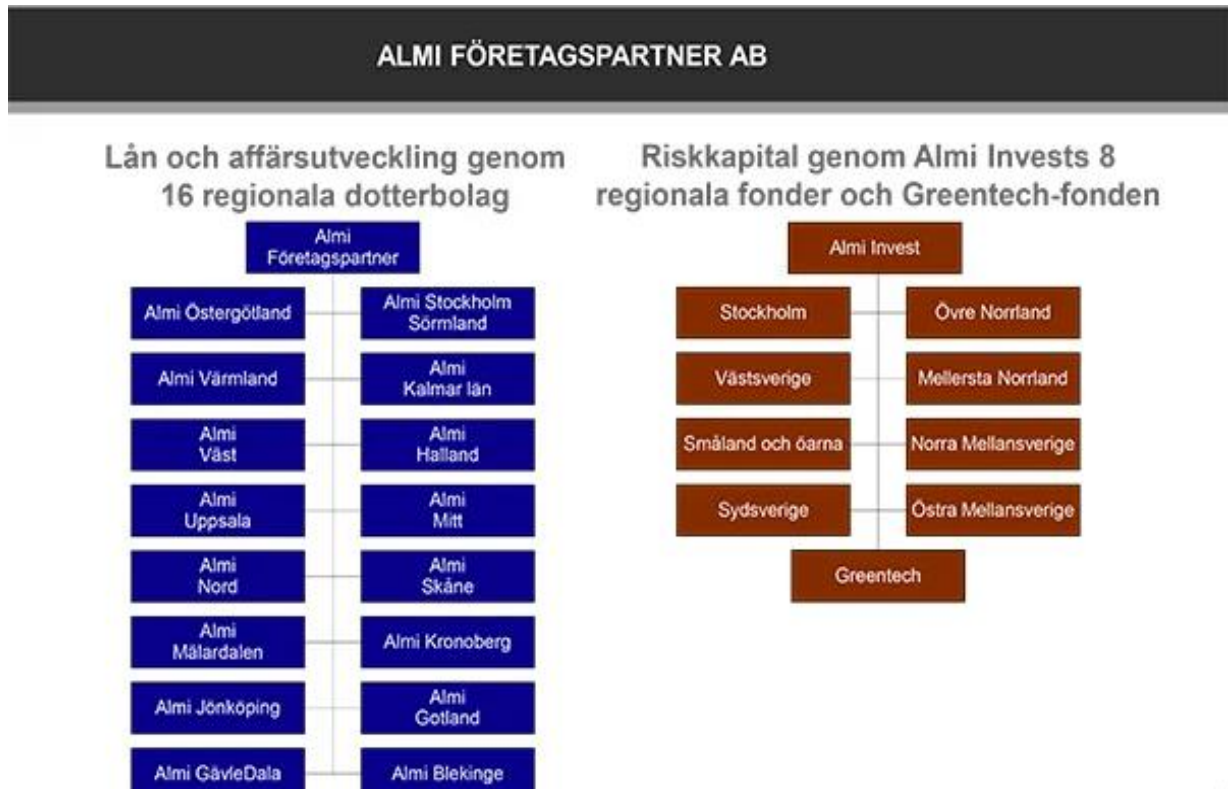 ALMI FÖRETAGSPARTNER AB
Lån och affärsutveckling genom
16 regionala dotterbolag
Almi
Företagspartner
Almi Östergötland
Almi Stockholm
Sörmland
Almi Värmland
Almi
Kalmar län
Almi
Väst
Almi
Halland
Almi
Uppsala
Almi
Mitt
Almi
Nord
Almi
Skåne
Almi
Mälardalen
Almi Kronoberg
Almi Jönköping
Almi
Gotland
Almi GävleDala
Almi Blekinge
Riskkapital genom Almi Invests 8
regionala fonder och Greentech-fonden
Almi Invest
Stockholm
Övre Norrland
Västsverige
Mellersta Norrland
Småland och öarna
Norra Mellansverige
Sydsverige
Östra Mellansverige
Greentech